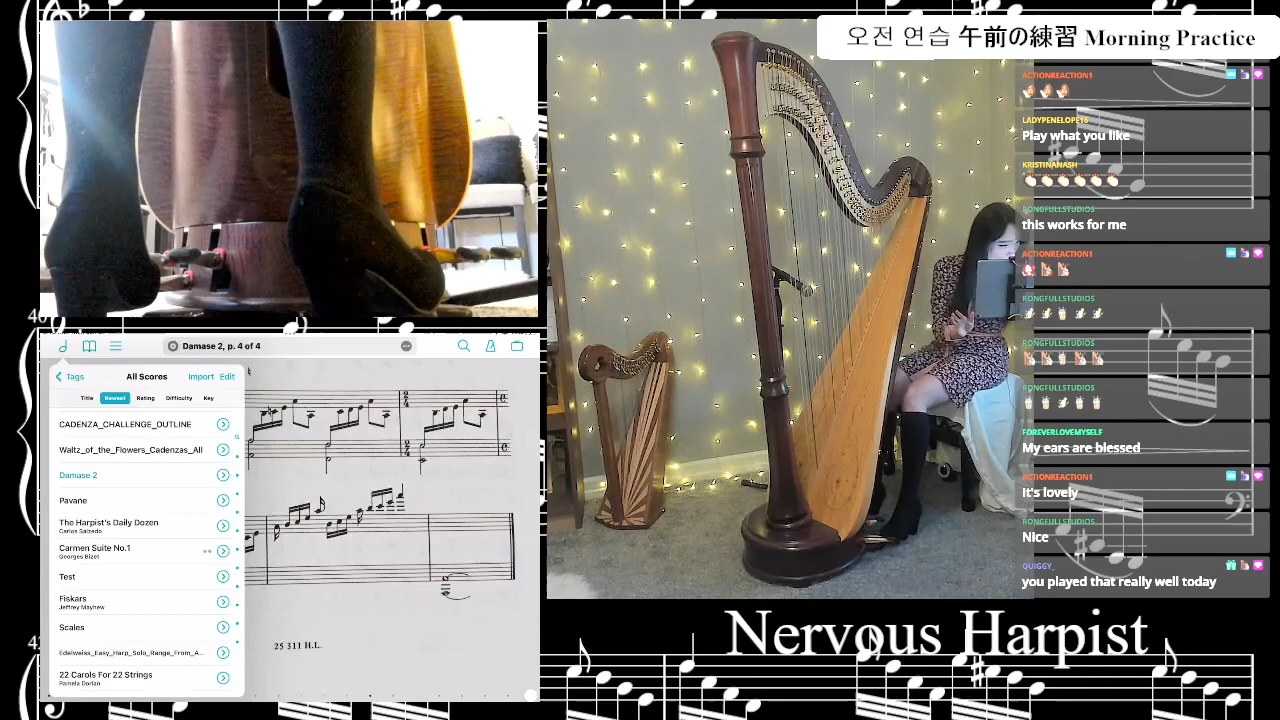 오전 연습 午前の練習 Morning Practice
Damase 2, p. 4 of 4
Tags
All Scores
Import
Edit
Title
Newest
Rating
Difficulty
Key
CADENZA_CHALLENGE_OUTLINE
Waltz_of_the_Flowers_Cadenzas_All
Damase 2
Pavane
The Harpist's Daily Dozen
Carlos Salzedo
Carmen Suite No.1
Georges Bizet
Test
Fiskars
Jeffrey Mayhew
Scales
Edelweiss_Easy_Harp_Solo_Range_From_A...
22 Carols For 22 Strings
Pamela Dorian
25 311 H.L.
ACTIONREACTION1
LADYPENELOPE16
Play what you like
KRISTINANASH
RONGFULLSTUDIOS
this works for me
ACTIONREACTION1
RONGFULLSTUDIOS
RONGFULLSTUDIOS
RONGFULLSTUDIOS
FOREVERLOVEMYSELF
My ears are blessed
ACTIONREACTION1
It's lovely
RONGFULLSTUDIOS
Nice
QUIGGY_
you played that really well today
Nervous Harpist